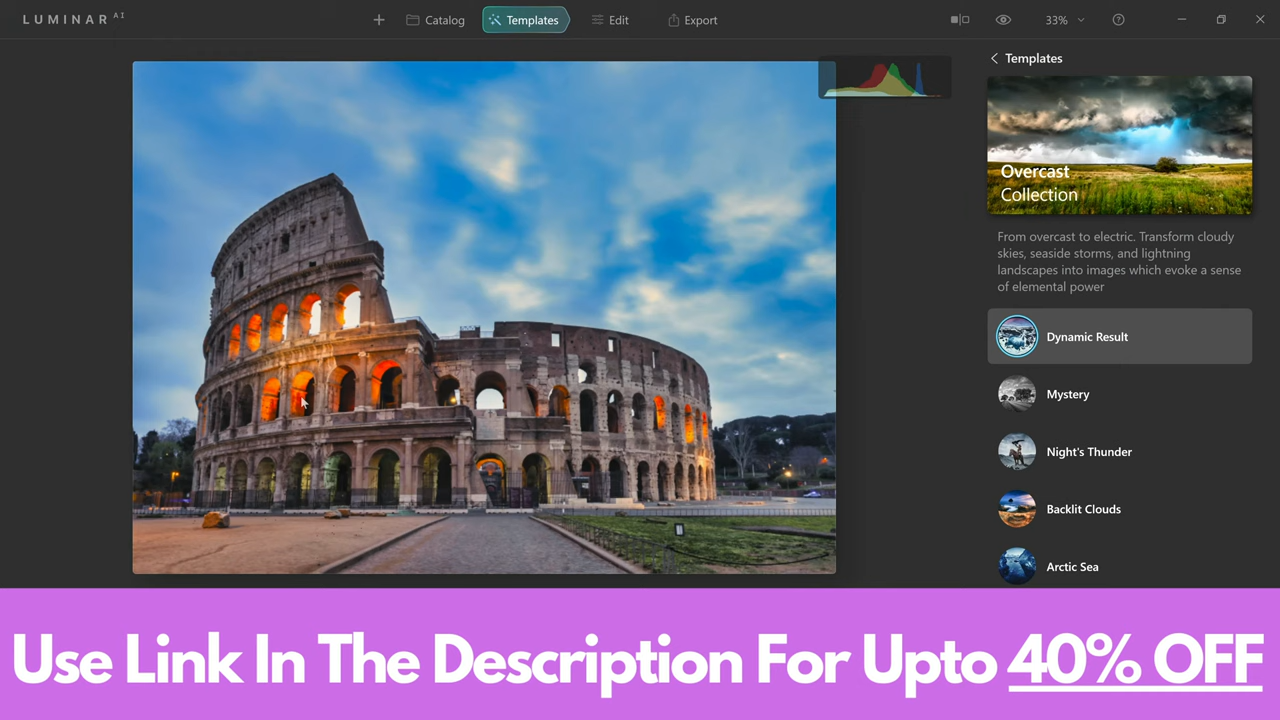 LUMINAR AI
Catalog
Templates
Edit
Export
33%
Templates
Overcast
Collection
From overcast to electric. Transform cloudy
skies, seaside storms, and lightning
landscapes into images which evoke a sense
of elemental power
Dynamic Result
Mystery
Night's Thunder
Backlit Clouds
Arctic Sea
Use Link In The Description For Upto 40% OFF